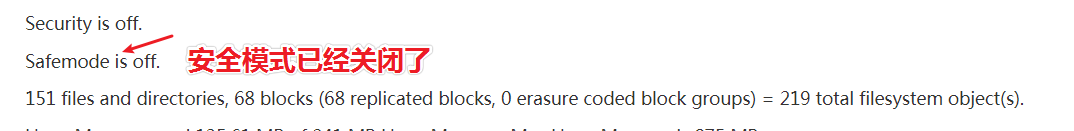 Security is off.
Safemode is off.
安全模式已经关闭了
151 files and directories, 68 blocks (68 replicated blocks, 0 erasure coded block groups) = 219 total filesystem object(s).